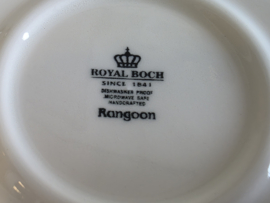 ROYAL BOCH
SINCE 1841
DISHWASHER PROOF
MICROWAVE SAFE
HANDCRAFTED
Rangoon